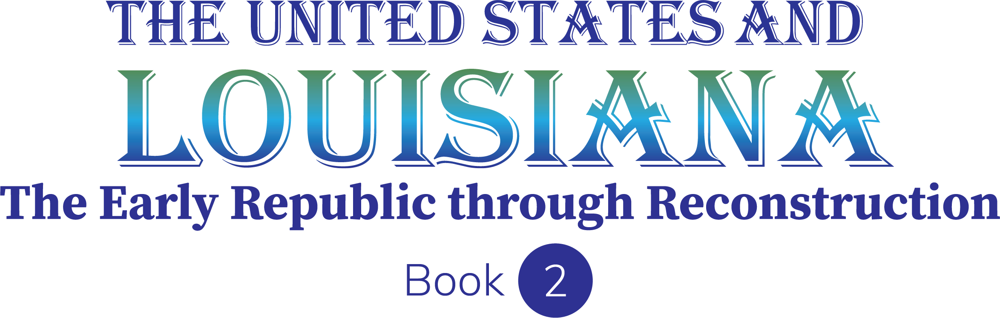 THE UNITED STATES AND
LOUISIANA
The Early Republic through Reconstruction
Book 2